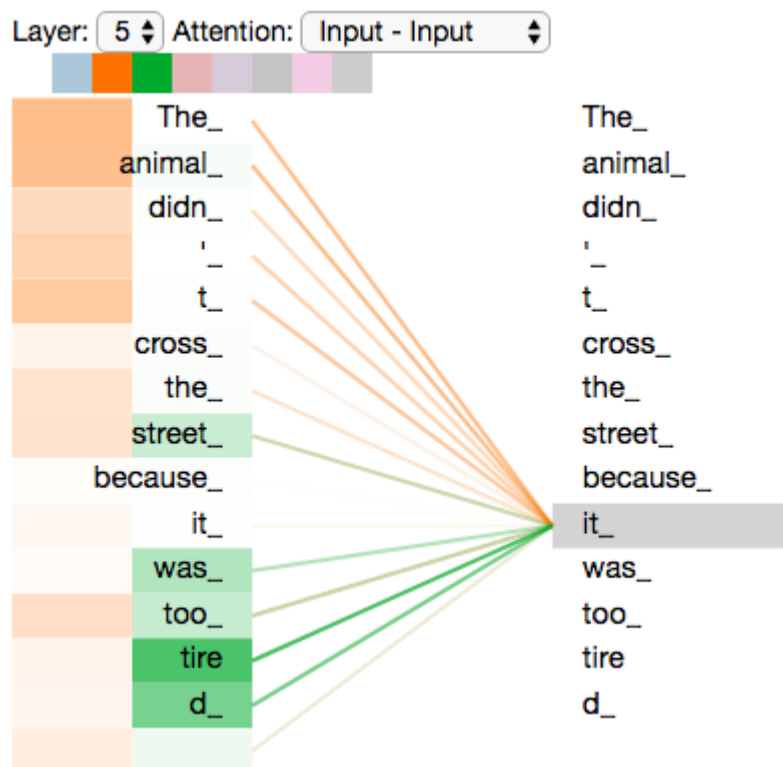 Layer: 5 Attention: Input - Input
The_ The_
animal_ animal_
didn_ didn_
'_ '_
t_ t_
cross_ cross_
the_ the_
street_ street_
because_ because_
it_ it_
was_ was_
too_ too_
tire tire
d_ d_